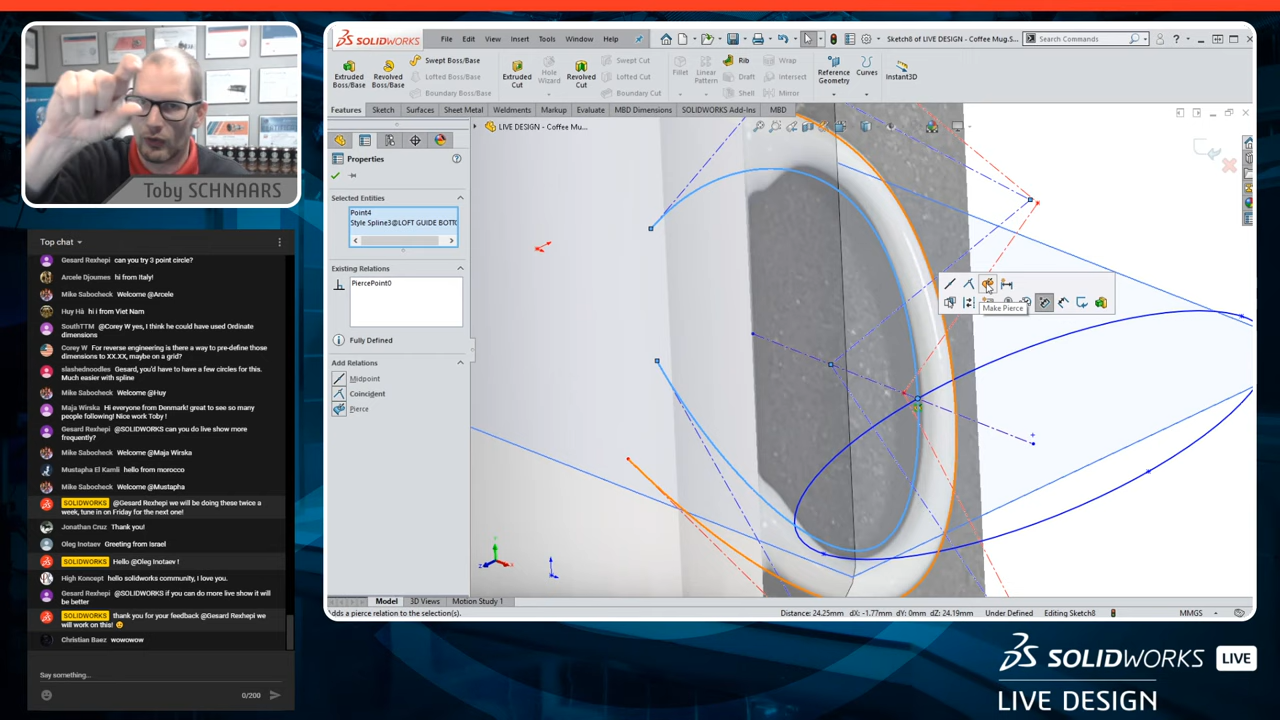 Toby SCHNAARS
Top chat
Gesard Rexhepi can you try 3 point circle?
Arcele Djoumes hi from Italy!
Mike Sabocheck Welcome @Arcele
Huy Hà hi i from Viet Nam
SouthTTM @Corey W yes, I think he could have used Ordinate
dimensions
Corey W For reverse engineering is there a way to pre-define those
dimensions to XX.XX, maybe on a grid?
slashednoodles Gesard, you'd have to have a few circles for this.
Much easier with spline
Mike Sabocheck Welcome @Huy
Maja Wirska Hi everyone from Denmark! great to see so many
people following! Nice work Toby !
Gesard Rexhepi @SOLIDWORKS can you do live show more
frequently?
Mike Sabocheck Welcome @Maja Wirska
Mustapha El Kamli hello from morocco
Mike Sabocheck Welcome @Mustapha
SOLIDWORKS @Gesard Rexhepi we will be doing these twice a
week, tune in on Friday for the next one!
Jonathan Cruz Thank you!
Oleg Inotaev Greeting from Israel
SOLIDWORKS Hello @Oleg Inotaev !
High Koncept hello solidworks community, I love you.
Gesard Rexhepi @SOLIDWORKS if you can do more live show it will
be better
SOLIDWORKS thank you for your feedback @Gesard Rexhepi we
will work on this!
Christian Baez wowowow
Say something...
0/200
SOLIDWORKS
File Edit View Insert Tools Window Help
Sketch8 of LIVE DESIGN - Coffee Mug.S
Search Commands
Extruded
Boss/Base
Revolved
Boss/Base
Swept Boss/Base
Lofted Boss/Base
Boundary Boss/Base
Extruded
Cut
Hole
Wizard
Revolved
Cut
Swept Cut
Lofted Cut
Boundary Cut
Fillet
Linear
Pattern
Rib
Draft
Shell
Wrap
Intersect
Mirror
Reference
Geometry
Curves
Instant3D
Features Sketch Surfaces Sheet Metal Weldments Markup Evaluate MBD Dimensions SOLIDWORKS Add-Ins MBD
LIVE DESIGN - Coffee Mu...
Properties
Selected Entities
Point4
Style Spline3@LOFT GUIDE BOTT
Existing Relations
PiercePoint0
Fully Defined
Add Relations
Midpoint
Coincident
Pierce
Make Pierce
Model 3D Views Motion Study 1
Adds a pierce relation to the selection(s).
Distance: 24.25mm dX: -1.77mm dY: 0mm dZ: 24.19mm Under Defined Editing Sketch8 MMGS
SOLIDWORKS LIVE
LIVE DESIGN